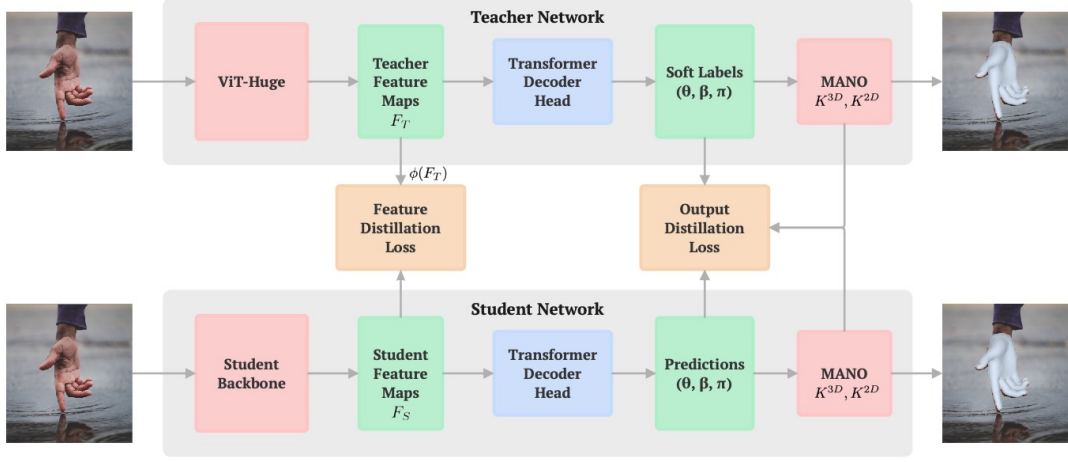 Teacher Network
ViT-Huge
Teacher
Feature
Maps
F_T
Transformer
Decoder
Head
Soft Labels
(θ, β, π)
MANO
K^{3D}, K^{2D}
ϕ(F_T)
Feature
Distillation
Loss
Output
Distillation
Loss
Student Network
Student
Backbone
Student
Feature
Maps
F_S
Transformer
Decoder
Head
Predictions
(θ, β, π)
MANO
K^{3D}, K^{2D}